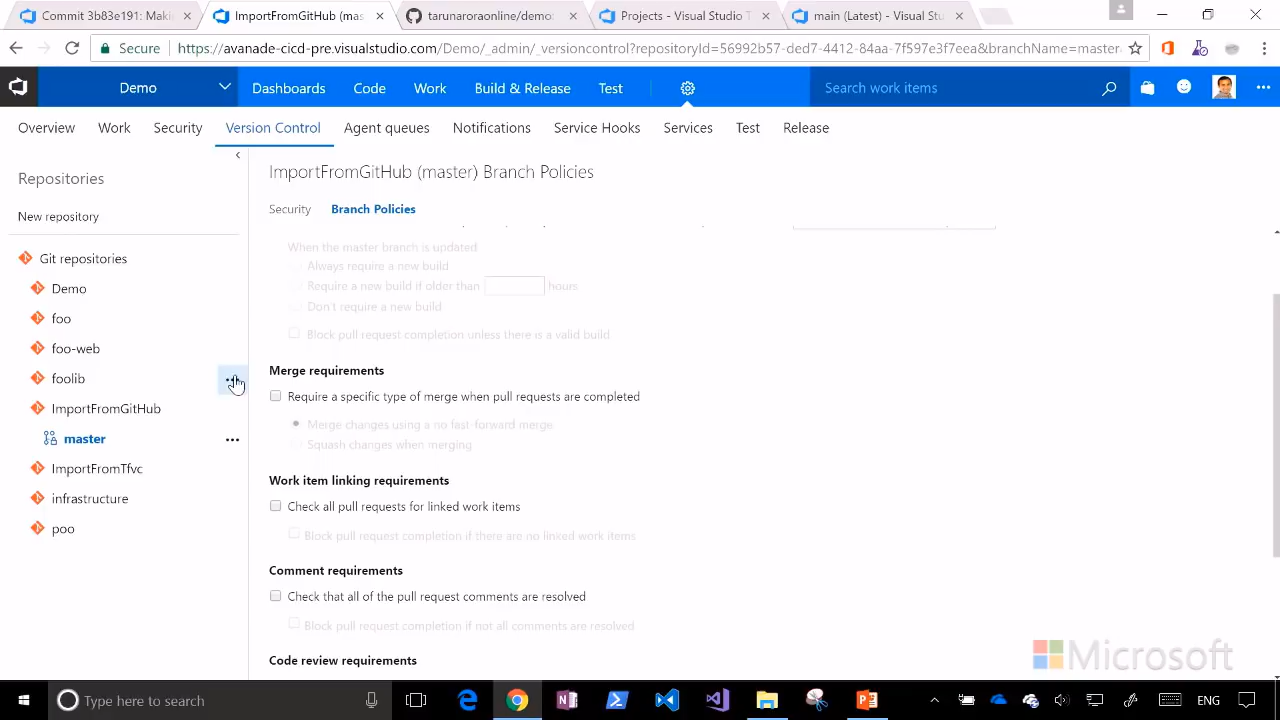 Commit 3b83e191: Makin
ImportFromGitHub (mas
tarunaroraonline/demo
Projects - Visual Studio T
main (Latest) - Visual Stu
Secure
https://avanade-cicd-pre.visualstudio.com/Demo/_admin/_versioncontrol?repositoryId=56992b57-dec7-4412-84aa-7f597e3f7eea&branchName=master
Demo
Dashboards
Code
Work
Build & Release
Test
Search work items
Overview
Work
Security
Version Control
Agent queues
Notifications
Service Hooks
Services
Test
Release
Repositories
New repository
Git repositories
Demo
foo
foo-web
foolib
ImportFromGitHub
master
ImportFromTfvc
infrastructure
poo
ImportFromGitHub (master) Branch Policies
Security
Branch Policies
When the master branch is updated
Always require a new build
Require a new build if older than hours
Don't require a new build
Block pull request completion unless there is a valid build
Merge requirements
Require a specific type of merge when pull requests are completed
Merge changes using a no fast-forward merge
Squash changes when merging
Work item linking requirements
Check all pull requests for linked work items
Block pull request completion if there are no linked work items
Comment requirements
Check that all of the pull request comments are resolved
Block pull request completion if not all comments are resolved
Code review requirements
Microsoft
Type here to search
ENG